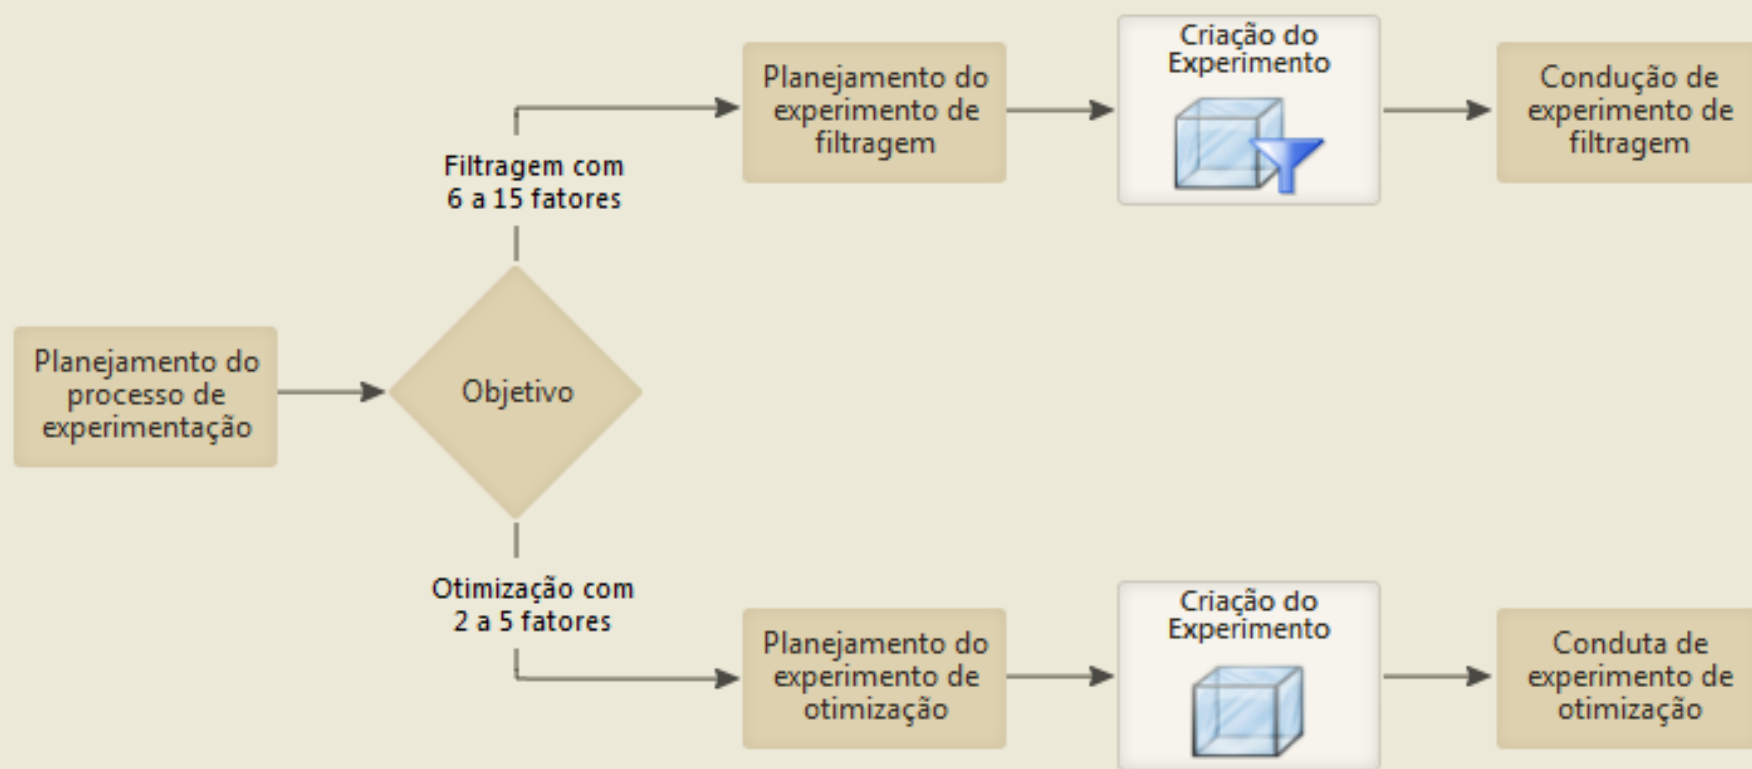 Planejamento do
processo de
experimentação
Objetivo
Filtragem com
6 a 15 fatores
Planejamento do
experimento de
filtragem
Criação do
Experimento
Condução de
experimento de
filtragem
Otimização com
2 a 5 fatores
Planejamento do
experimento de
otimização
Criação do
Experimento
Conduta de
experimento de
otimização